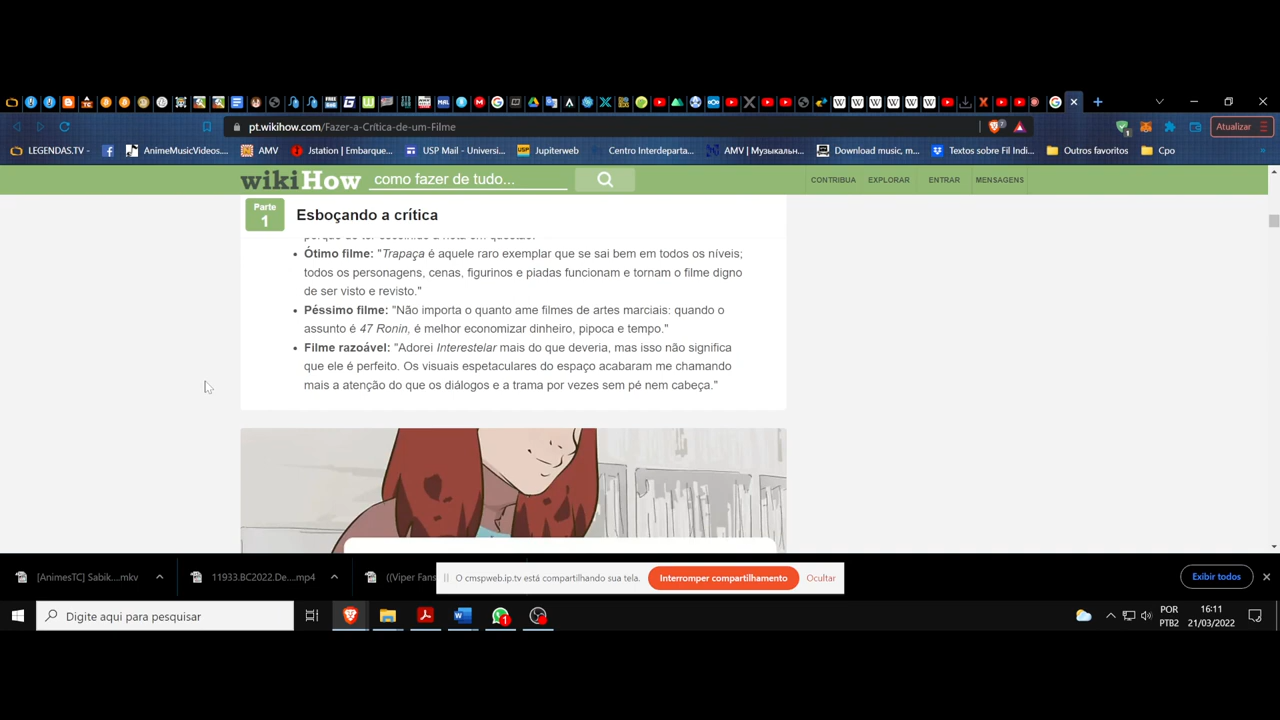 pt.wikihow.com/Fazer-a-Crítica-de-um-Filme
Atualizar
LEGENDAS.TV -
AnimeMusicVideos...
AMV
Jstation | Embarque...
USP Mail - Universi...
Jupiterweb
Centro Interdeparta...
AMV | Музыкальн...
Download music, m...
Textos sobre Fil Indi...
Outros favoritos
Cpo
wikiHow
como fazer de tudo...
CONTRIBUA
EXPLORAR
ENTRAR
MENSAGENS
Parte
1
Esboçando a crítica
Ótimo filme: "Trapaça é aquele raro exemplar que se sai bem em todos os níveis;
todos os personagens, cenas, figurinos e piadas funcionam e tornam o filme digno
de ser visto e revisto."
Péssimo filme: "Não importa o quanto ame filmes de artes marciais: quando o
assunto é 47 Ronin, é melhor economizar dinheiro, pipoca e tempo."
Filme razoável: "Adorei Interestelar mais do que deveria, mas isso não significa
que ele é perfeito. Os visuais espetaculares do espaço acabaram me chamando
mais a atenção do que os diálogos e a trama por vezes sem pé nem cabeça."
[AnimesTC] Sabik....mkv
11933.BC2022.De....mp4
((Viper Fans
O cmspweb.ip.tv está compartilhando sua tela.
Interromper compartilhamento
Ocultar
Exibir todos
Digite aqui para pesquisar
POR
PTB2
16:11
21/03/2022